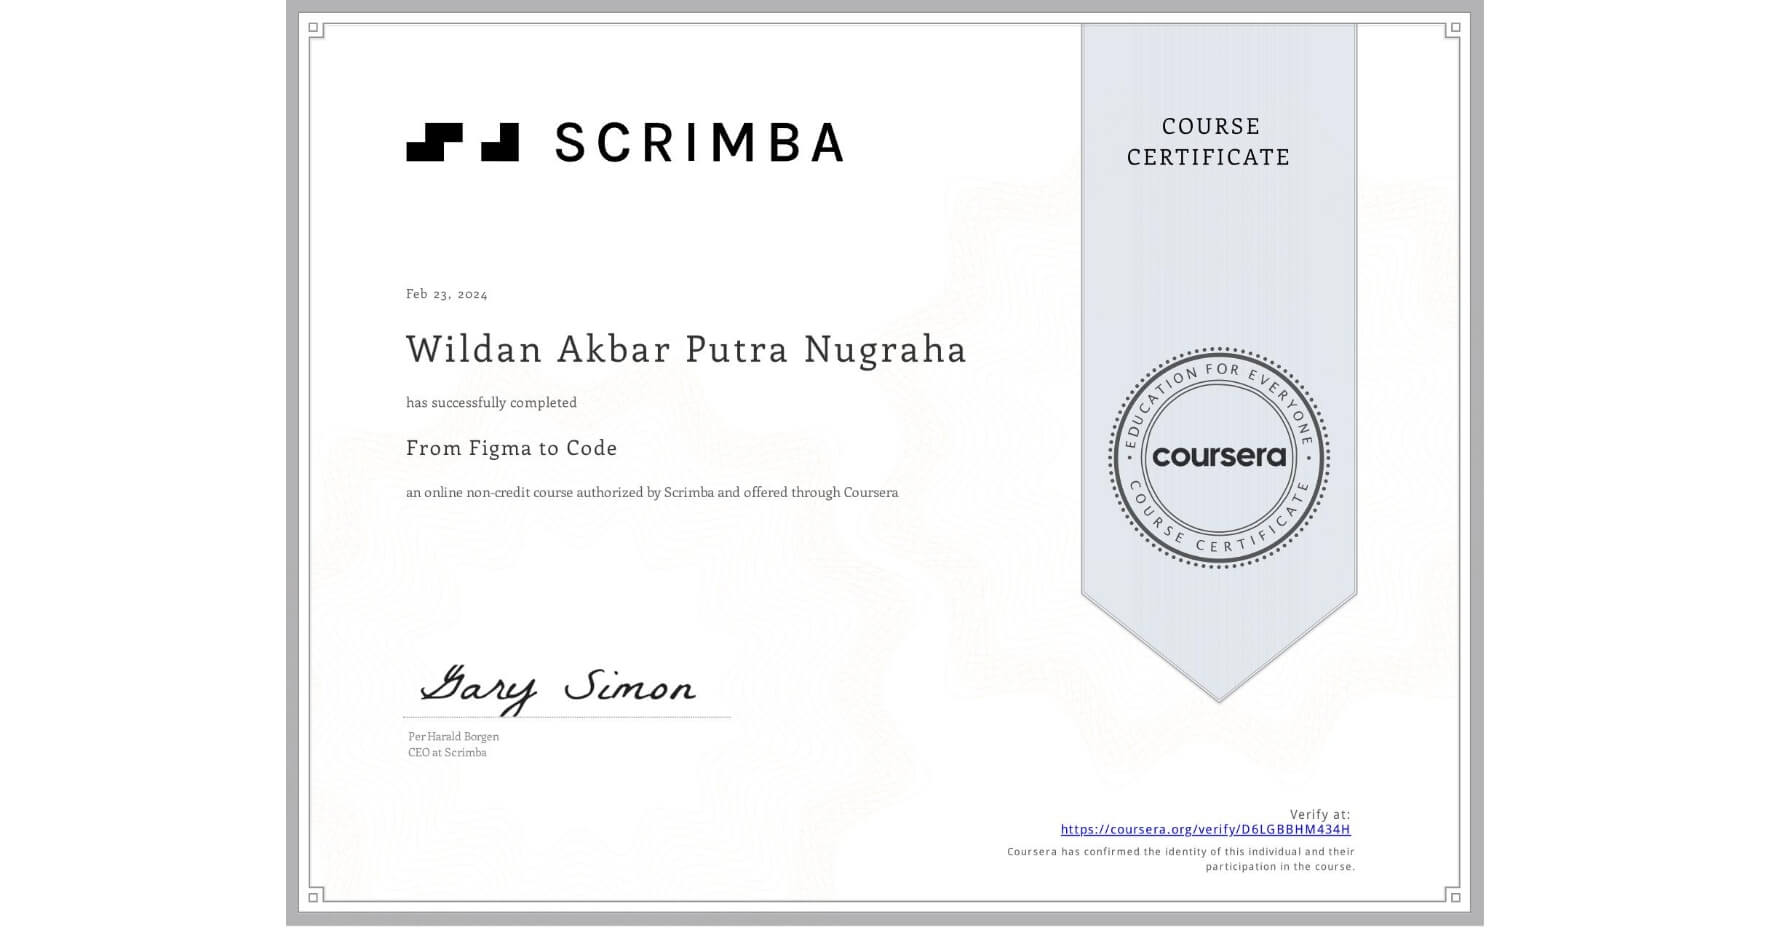 SCRIMBA
COURSE
CERTIFICATE
Feb 23, 2024
Wildan Akbar Putra Nugraha
has successfully completed
From Figma to Code
an online non-credit course authorized by Scrimba and offered through Coursera
EDUCATION FOR EVERYONE
coursera
COURSE CERTIFICATE
Gary Simon
Per Harald Borgen
CEO at Scrimba
Verify at:
https://coursera.org/verify/D6LGBBHM434H
Coursera has confirmed the identity of this individual and their
participation in the course.